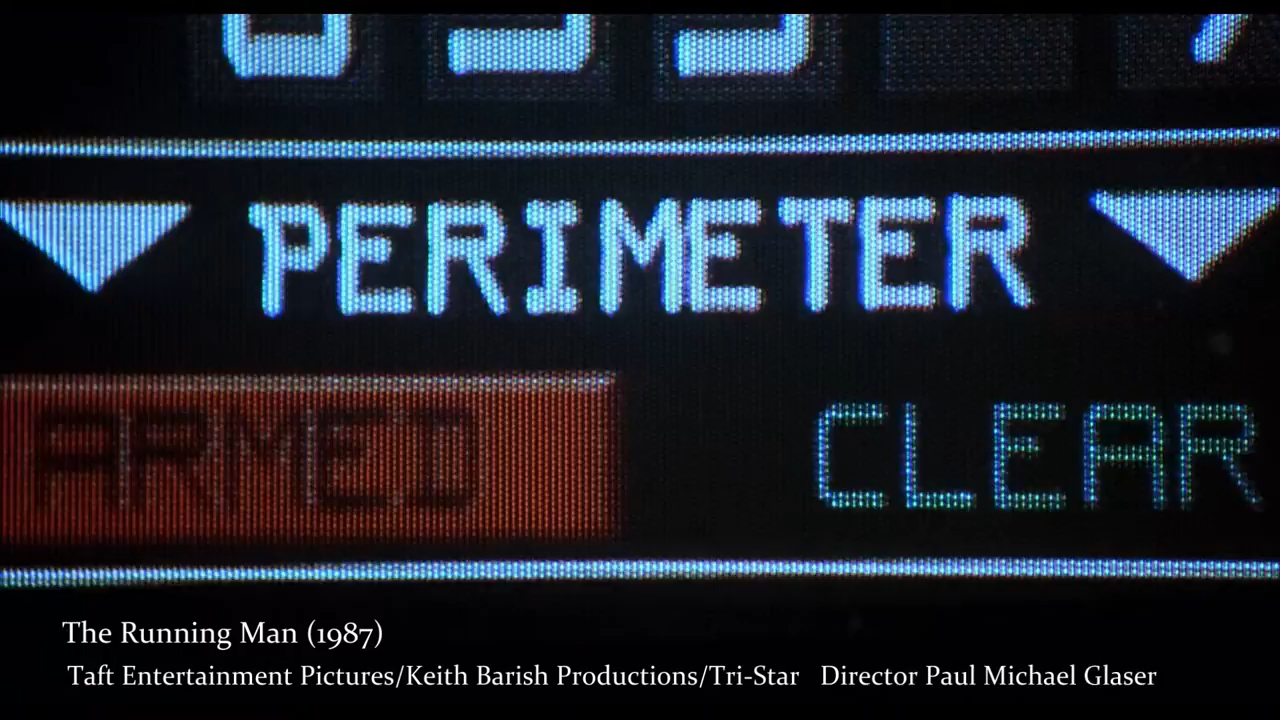 PERIMETER
ARMED CLEAR
The Running Man (1987)
Taft Entertainment Pictures/Keith Barish Productions/Tri-Star Director Paul Michael Glaser